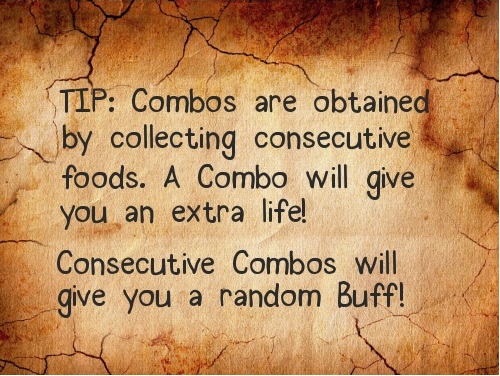 TIP: Combos are obtained
by collecting consecutive
foods. A Combo will give
you an extra life!
Consecutive Combos will
give you a random Buff!